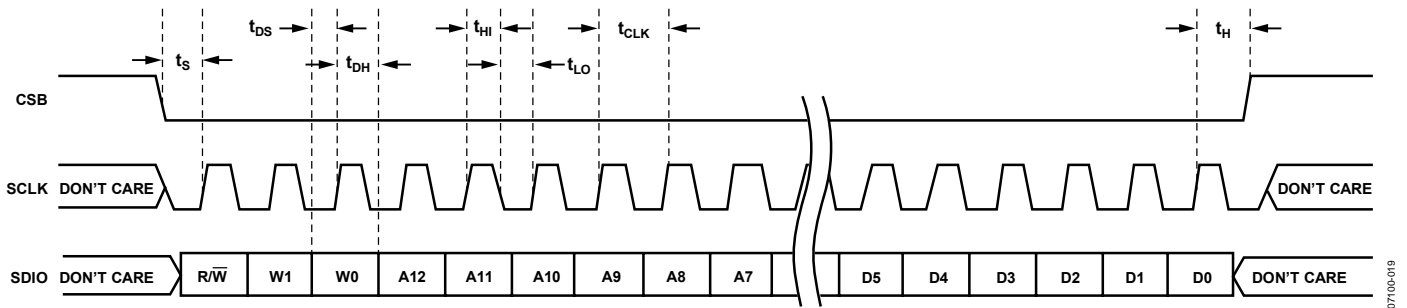 tDS
tHI
tCLK
tH
tS
tDH
tLO
CSB
SCLK DON'T CARE DON'T CARE
SDIO DON'T CARE R/W̅ W1 W0 A12 A11 A10 A9 A8 A7 D5 D4 D3 D2 D1 D0 DON'T CARE
07100-019